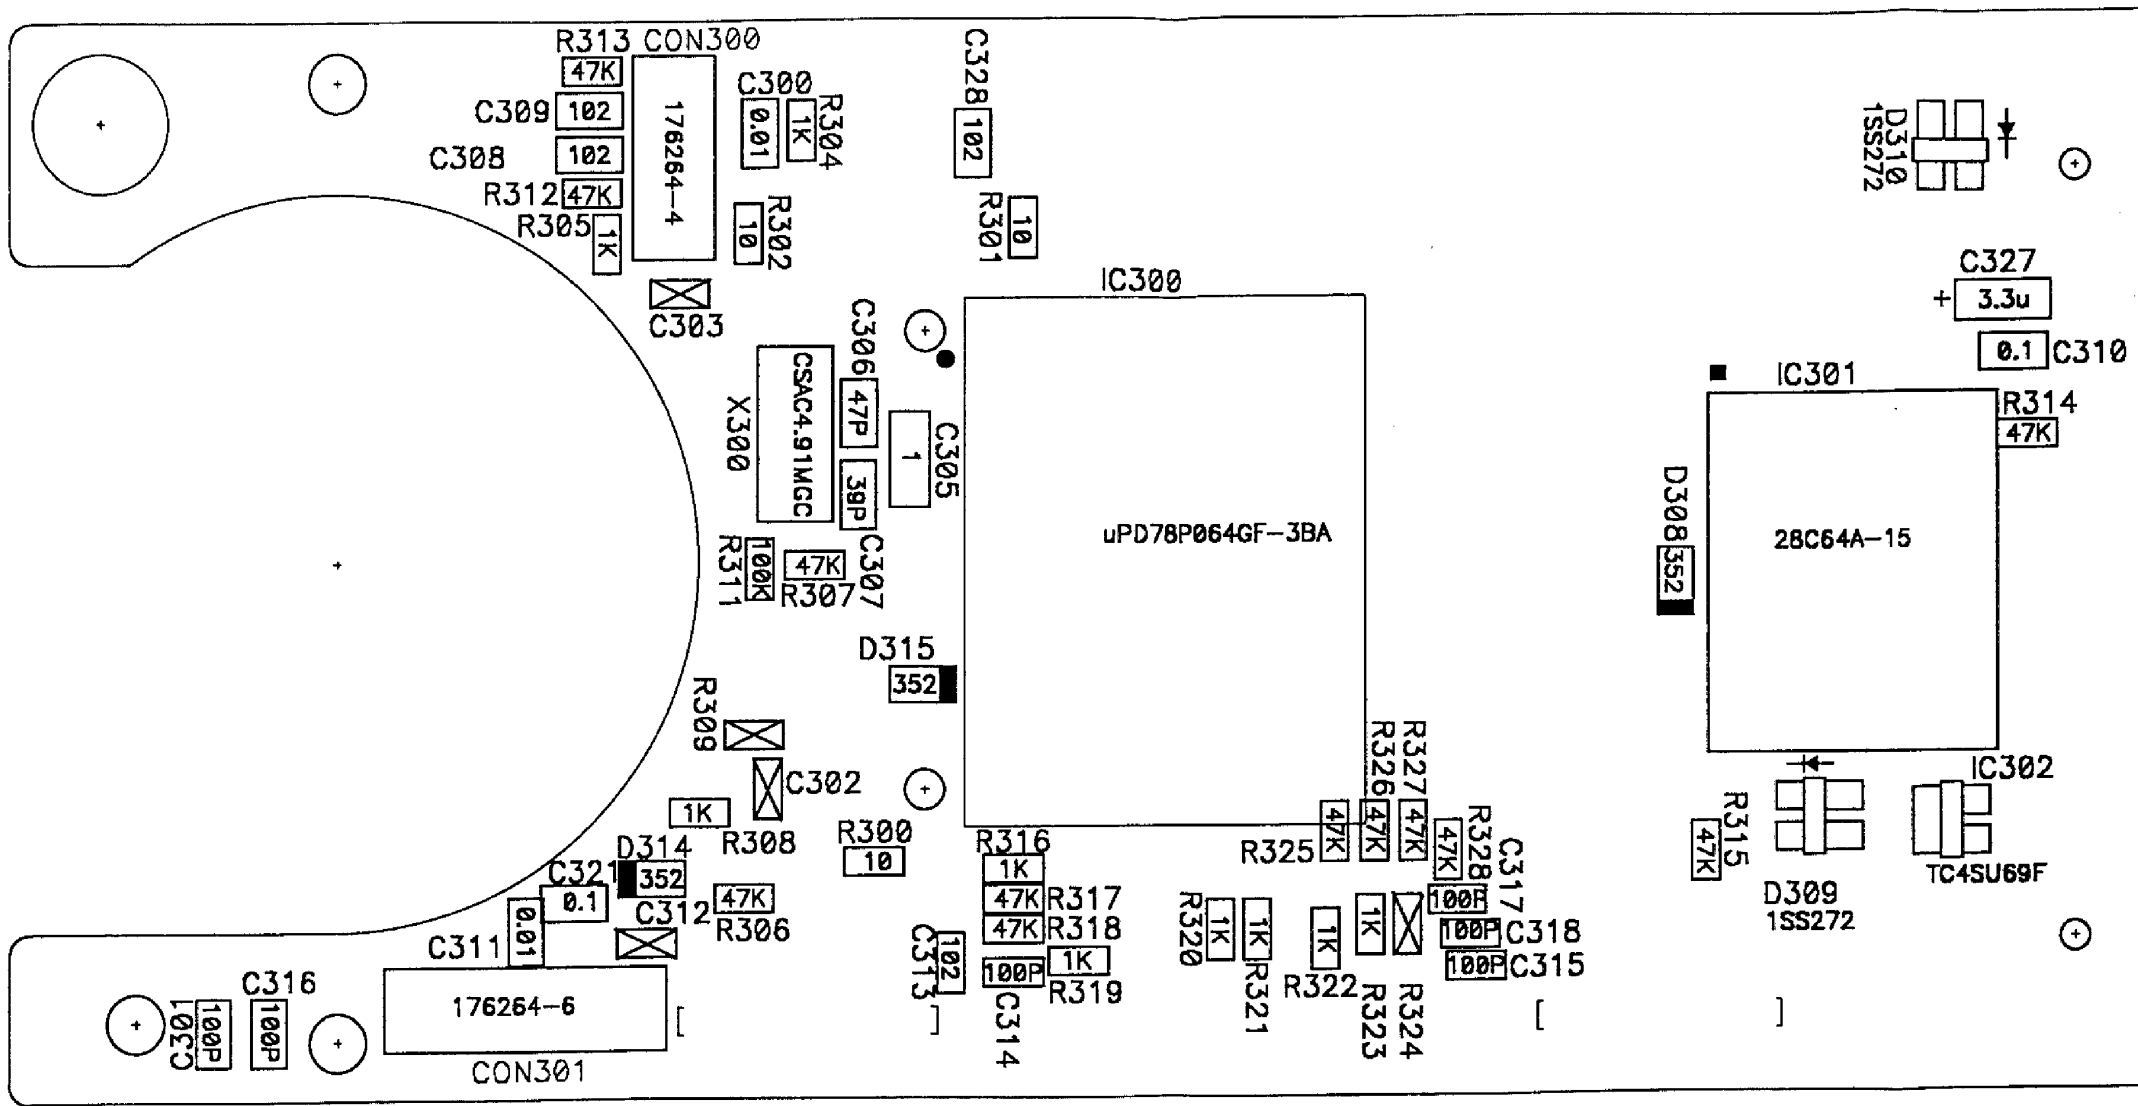 R313 CON300
47K
C309 102
C308 102
R312 47K
R305
1K
176264-4
C300
0.01
1K
R304
10
R302
C303
C328
102
R301
10
D310
1SS272
C327
+ 3.3u
0.1 C310
IC300
uPD78P064GF-3BA
IC301
28C64A-15
R314
47K
D308
352
X300
CSAC4.91MGC
C306
47P
39P
C307
1
C305
R311
100K
47K
R307
D315
352
R309
C302
1K
R308
R300
10
D314
352
C321
0.1
C312
47K
R306
C311
0.01
C316
100P
C301
100P
176264-6
CON301
[
]
[
]
R316
1K
47K R317
47K R318
1K
R319
C313
102
100P
C314
R320
1K
1K
R321
1K
R322
1K
R323
R324
R325
47K
R326
47K
R327
47K
R328
47K
C317
100P
100P C318
100P C315
R315
47K
D309
1SS272
IC302
TC4SU69F